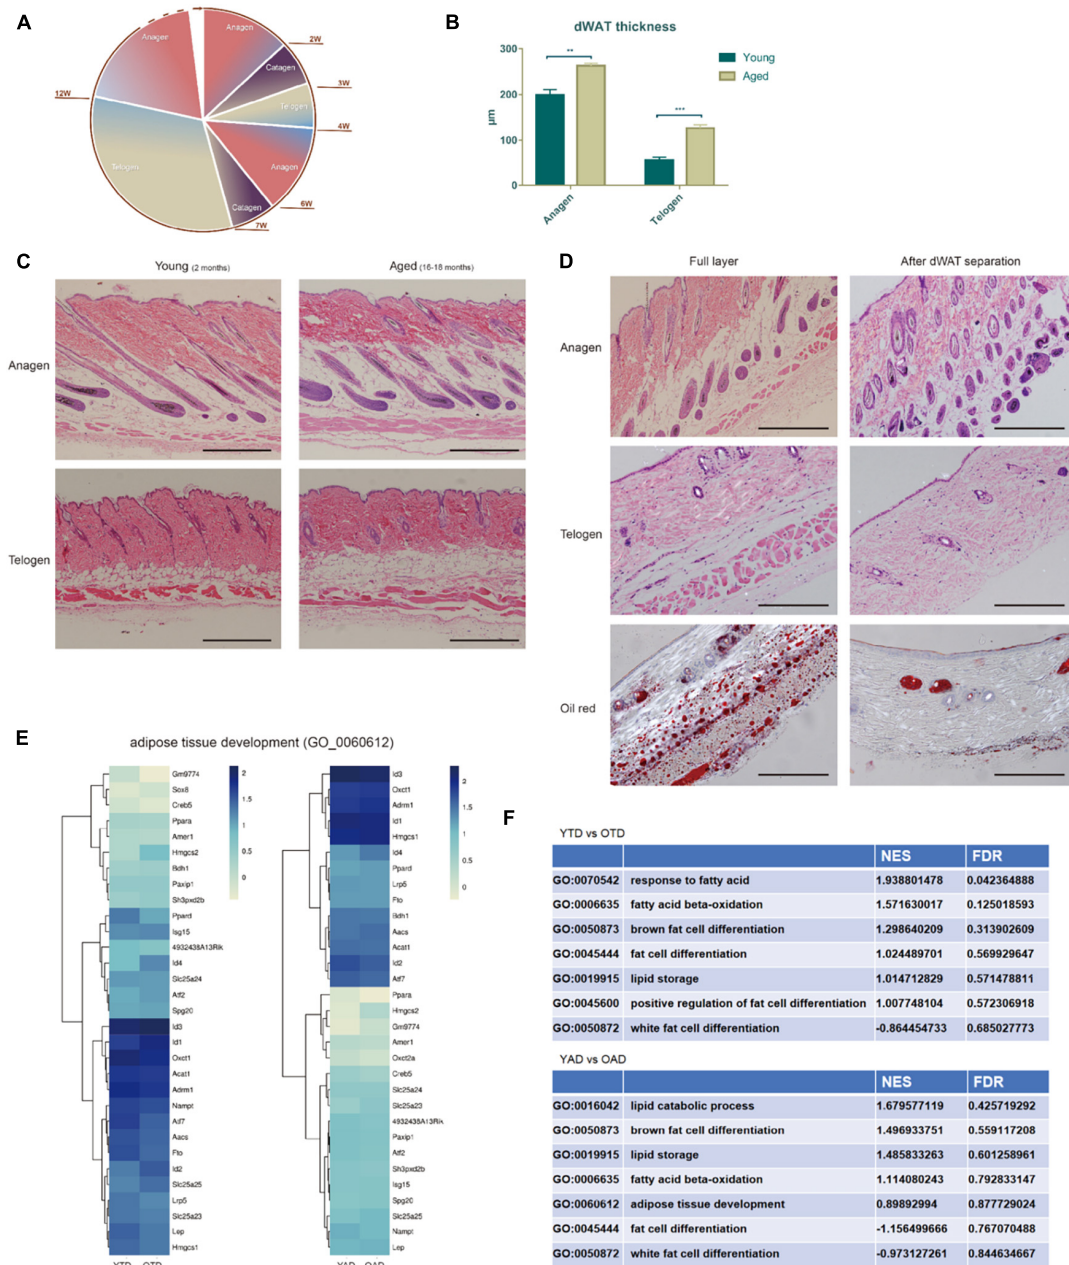 A
Anagen
Anagen
2W
Catagen
3W
Telogen
4W
Anagen
6W
Catagen
7W
Telogen
12W
B
dWAT thickness
300
200
100
0
µm
**
***
Young
Aged
Anagen
Telogen
C
Young (2 months)
Aged (16-18 months)
Anagen
Telogen
D
Full layer
After dWAT separation
Anagen
Telogen
Oil red
E
adipose tissue development (GO_0060612)
Gm9774
Sox8
Creb5
Ppara
Amer1
Hmgcs2
Bdh1
Paxip1
Sh3pxd2b
Ppard
Isg15
4932438A13Rik
Id4
Slc25a24
Atf2
Spg20
Id3
Id1
Oxct1
Acat1
Adrm1
Nampt
Atf7
Aacs
Fto
Id2
Slc25a25
Lrp5
Slc25a23
Lep
Hmgcs1
YTD OTD
2
1.5
1
0.5
0
Id3
Oxct1
Adrm1
Id1
Hmgcs1
Id4
Ppard
Lrp5
Fto
Bdh1
Aacs
Acat1
Id2
Atf7
Ppara
Hmgcs2
Gm9774
Amer1
Oxct2a
Creb5
Slc25a24
Slc25a23
4932438A13Rik
Paxip1
Atf2
Sh3pxd2b
Isg15
Spg20
Slc25a25
Nampt
Lep
YAD OAD
2
1.5
1
0.5
0
F
YTD vs OTD
NES FDR
GO:0070542 response to fatty acid 1.938801478 0.042364888
GO:0006635 fatty acid beta-oxidation 1.571630017 0.125018593
GO:0050873 brown fat cell differentiation 1.298640209 0.313902609
GO:0045444 fat cell differentiation 1.024489701 0.569929647
GO:0019915 lipid storage 1.014712829 0.571478811
GO:0045600 positive regulation of fat cell differentiation 1.007748104 0.572306918
GO:0050872 white fat cell differentiation -0.864454733 0.685027773
YAD vs OAD
NES FDR
GO:0016042 lipid catabolic process 1.679577119 0.425719292
GO:0050873 brown fat cell differentiation 1.496933751 0.559117208
GO:0019915 lipid storage 1.485833263 0.601258961
GO:0006635 fatty acid beta-oxidation 1.114080243 0.792833147
GO:0060612 adipose tissue development 0.89892994 0.877729024
GO:0045444 fat cell differentiation -1.156499666 0.767070488
GO:0050872 white fat cell differentiation -0.973127261 0.844634667